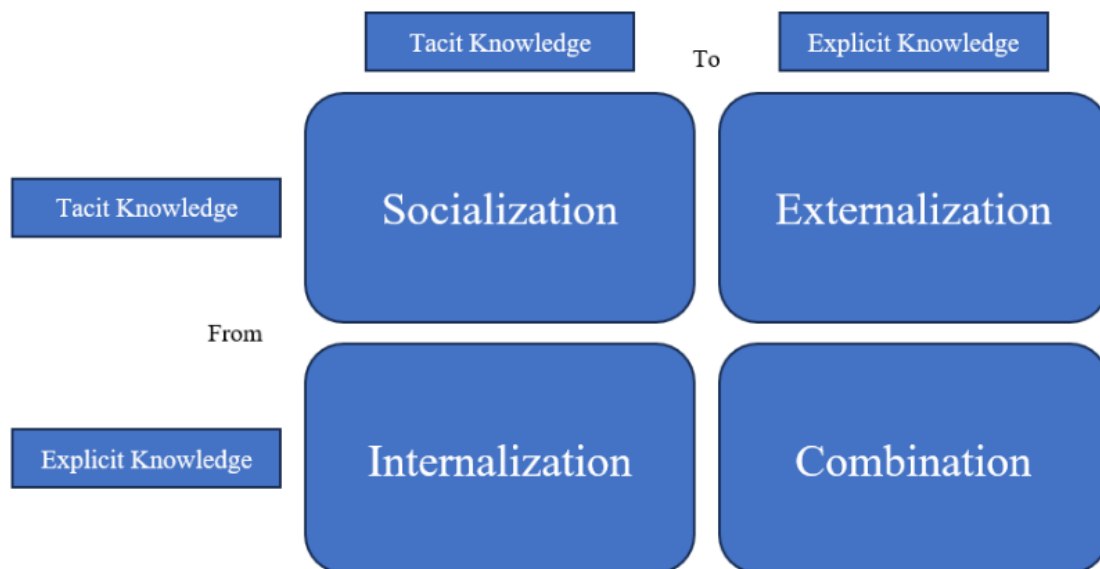 Tacit Knowledge
To
Explicit Knowledge
Tacit Knowledge
Socialization
Externalization
From
Explicit Knowledge
Internalization
Combination